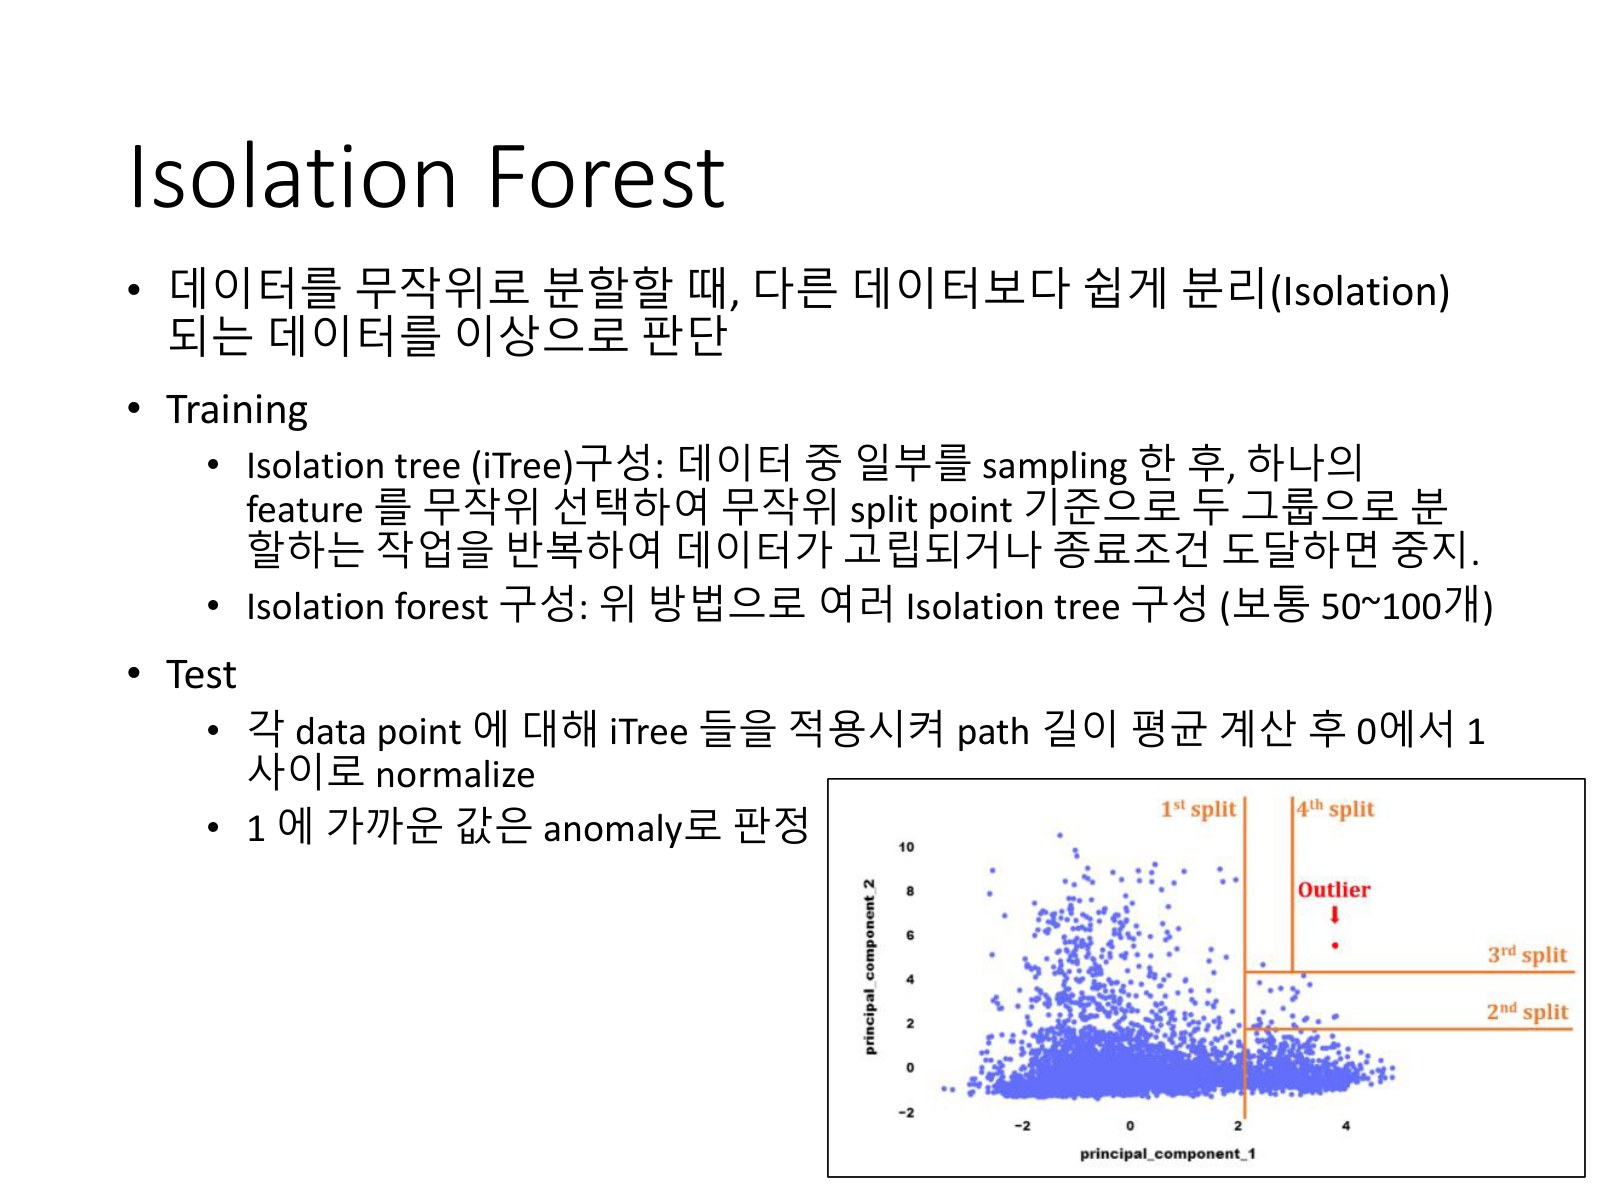 Isolation Forest
• 데이터를 무작위로 분할할 때, 다른 데이터보다 쉽게 분리(Isolation)
되는 데이터를 이상으로 판단
• Training
• Isolation tree (iTree)구성: 데이터 중 일부를 sampling 한 후, 하나의
feature 를 무작위 선택하여 무작위 split point 기준으로 두 그룹으로 분
할하는 작업을 반복하여 데이터가 고립되거나 종료조건 도달하면 중지.
• Isolation forest 구성: 위 방법으로 여러 Isolation tree 구성 (보통 50~100개)
• Test
• 각 data point 에 대해 iTree 들을 적용시켜 path 길이 평균 계산 후 0에서 1
사이로 normalize
• 1 에 가까운 값은 anomaly로 판정
1st split
4th split
Outlier
3rd split
2nd split
principal_component_2
10
8
6
4
2
0
−2
−2 0 2 4
principal_component_1